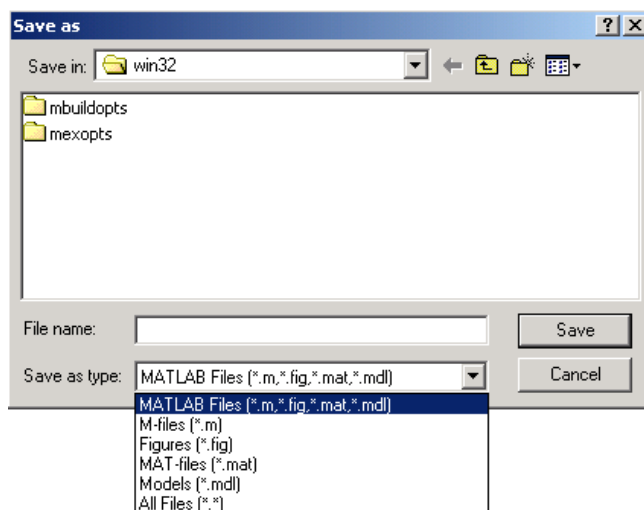 Save as
Save in: win32
mbuildopts
mexopts
File name: Save
Save as type: MATLAB Files (*.m,*.fig,*.mat,*.mdl) Cancel
MATLAB Files (*.m,*.fig,*.mat,*.mdl)
M-files (*.m)
Figures (*.fig)
MAT-files (*.mat)
Models (*.mdl)
All Files (*.*)